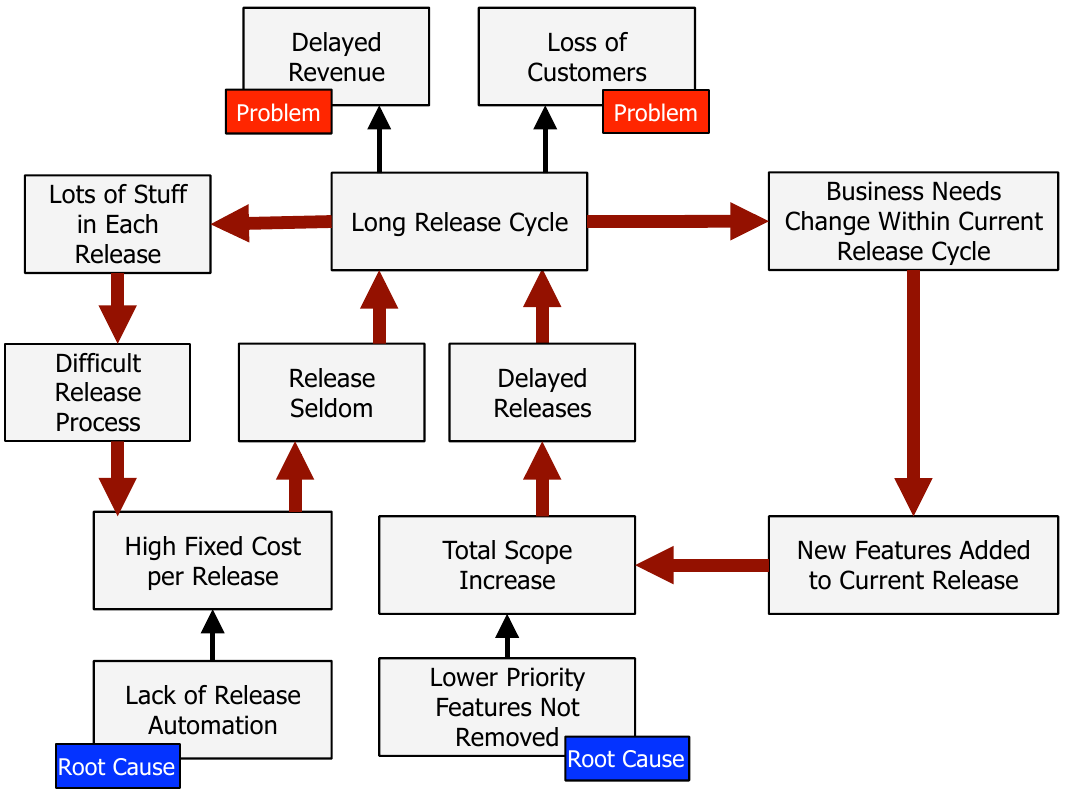 Delayed
Revenue
Problem
Loss of
Customers
Problem
Lots of Stuff
in Each
Release
Long Release Cycle
Business Needs
Change Within Current
Release Cycle
Difficult
Release
Process
Release
Seldom
Delayed
Releases
High Fixed Cost
per Release
Total Scope
Increase
New Features Added
to Current Release
Lack of Release
Automation
Root Cause
Lower Priority
Features Not
Removed
Root Cause